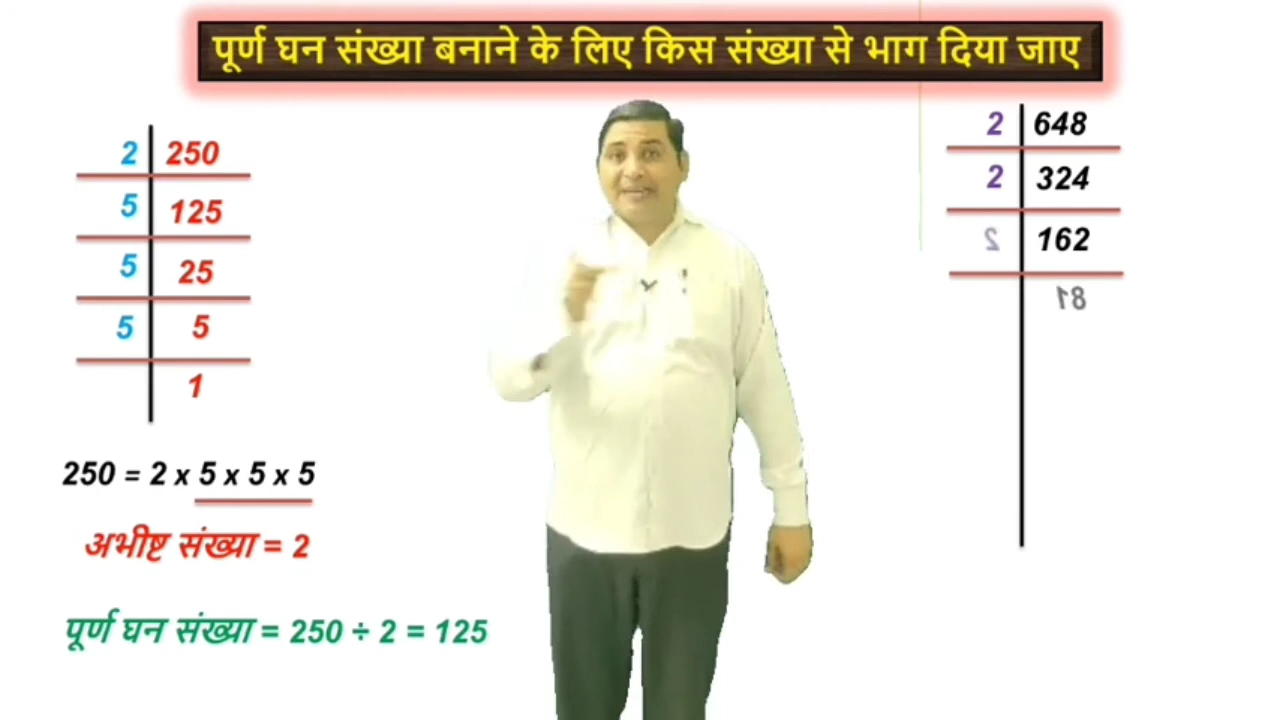 पूर्ण घन संख्या बनाने के लिए किस संख्या से भाग दिया जाए
2 250
5 125
5 25
5 5
1
250 = 2 x 5 x 5 x 5
अभीष्ट संख्या = 2
पूर्ण घन संख्या = 250 ÷ 2 = 125
2 648
2 324
2 162
81